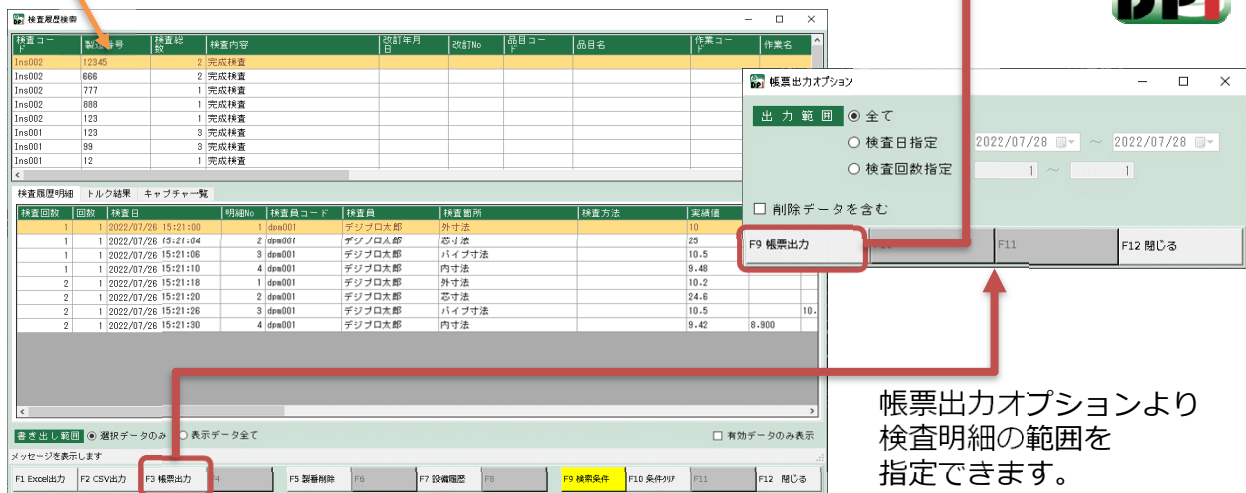 DPi
検査履歴検索
検査コード 製造番号 検査総数 検査内容 改訂年月日 改訂No 品目コード 品目名 作業コード 作業名
Ins002 12345 2 完成検査
Ins002 666 2 完成検査
Ins002 777 1 完成検査
Ins002 888 1 完成検査
Ins002 123 1 完成検査
Ins001 123 3 完成検査
Ins001 99 3 完成検査
Ins001 12 1 完成検査
検査履歴明細 トルク結果 キャプチャ一覧
検査回数 回数 検査日 明細No 検査員コード 検査員 検査箇所 検査方法 実績値
1 1 2022/07/26 15:21:00 1 dpm001 デジプロ太郎 外寸法 10
1 1 2022/07/26 15:21:04 2 dpm001 デジプロ太郎 芯寸法 25
1 1 2022/07/26 15:21:06 3 dpm001 デジプロ太郎 パイプ寸法 10.5
1 1 2022/07/26 15:21:10 4 dpm001 デジプロ太郎 内寸法 9.48
2 1 2022/07/26 15:21:18 1 dpm001 デジプロ太郎 外寸法 10.2
2 1 2022/07/26 15:21:20 2 dpm001 デジプロ太郎 芯寸法 24.6
2 1 2022/07/26 15:21:26 3 dpm001 デジプロ太郎 パイプ寸法 10.5 10.
2 1 2022/07/26 15:21:30 4 dpm001 デジプロ太郎 内寸法 9.42 8.900
書き出し範囲 選択データのみ 表示データ全て 有効データのみ表示
メッセージを表示します
F1 Excel出力 F2 CSV出力 F3 帳票出力 F4 F5 製番削除 F6 F7 設備履歴 F8 F9 検索条件 F10 条件クリア F11 F12 閉じる
帳票出力オプション
出力範囲 全て
検査日指定 2022/07/28 ～ 2022/07/28
検査回数指定 1 ～ 1
削除データを含む
F9 帳票出力 F11 F12 閉じる
帳票出力オプションより
検査明細の範囲を
指定できます。